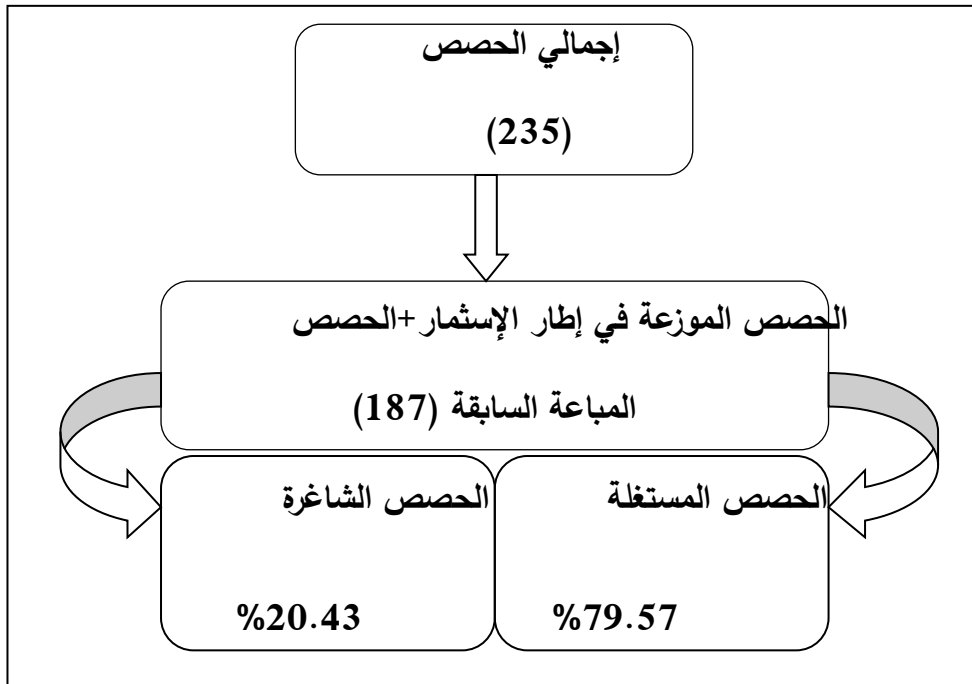 إجمالي الحصص
(235)
الحصص الموزعة في إطار الإستثمار+الحصص
المباعة السابقة (187)
الحصص المستغلة
%79.57
الحصص الشاغرة
%20.43